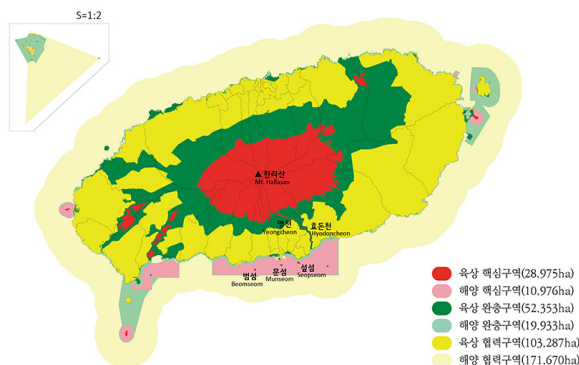 S=1:2
▲ 한라산
Mt. Hallasan
영천
Yeongcheon
효돈천
Hyodoncheon
범섬
Beomseom
문섬
Munseom
섶섬
Seopseom
육상 핵심구역(28,975ha)
해양 핵심구역(10,976ha)
육상 완충구역(52,353ha)
해양 완충구역(19,933ha)
육상 협력구역(103,287ha)
해양 협력구역(171,670ha)